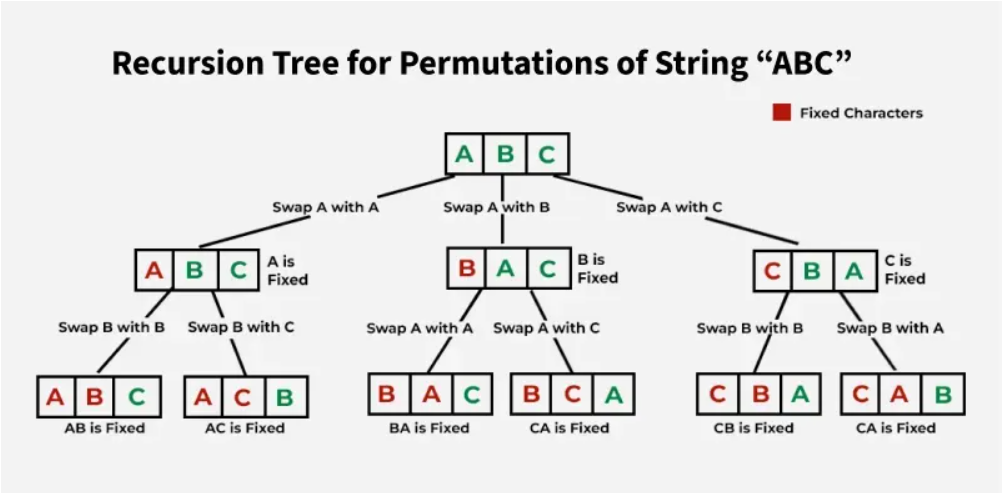 Recursion Tree for Permutations of String “ABC”
Fixed Characters
A B C
Swap A with A Swap A with B Swap A with C
A B C A is Fixed
B A C B is Fixed
C B A C is Fixed
Swap B with B Swap B with C Swap A with A Swap A with C Swap B with B Swap B with A
A B C A C B B A C B C A C B A C A B
AB is Fixed AC is Fixed BA is Fixed CA is Fixed CB is Fixed CA is Fixed